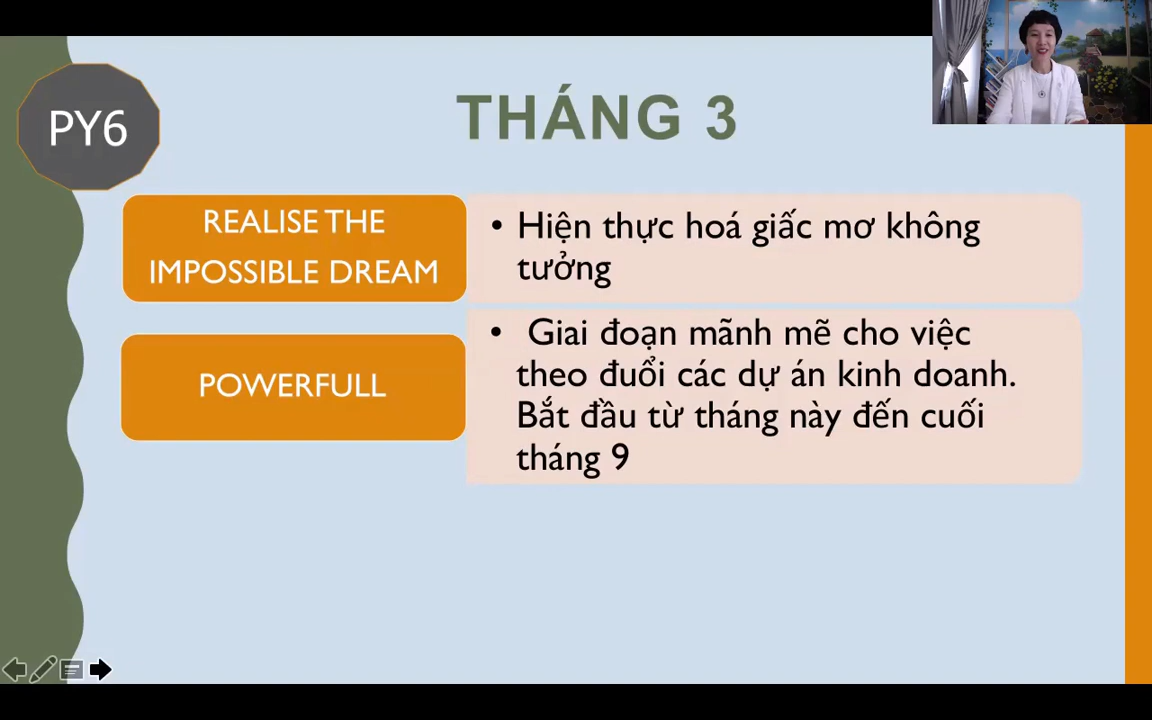 PY6
THÁNG 3
REALISE THE
IMPOSSIBLE DREAM
• Hiện thực hoá giấc mơ không
tưởng
POWERFULL
• Giai đoạn mãnh mẽ cho việc
theo đuổi các dự án kinh doanh.
Bắt đầu từ tháng này đến cuối
tháng 9